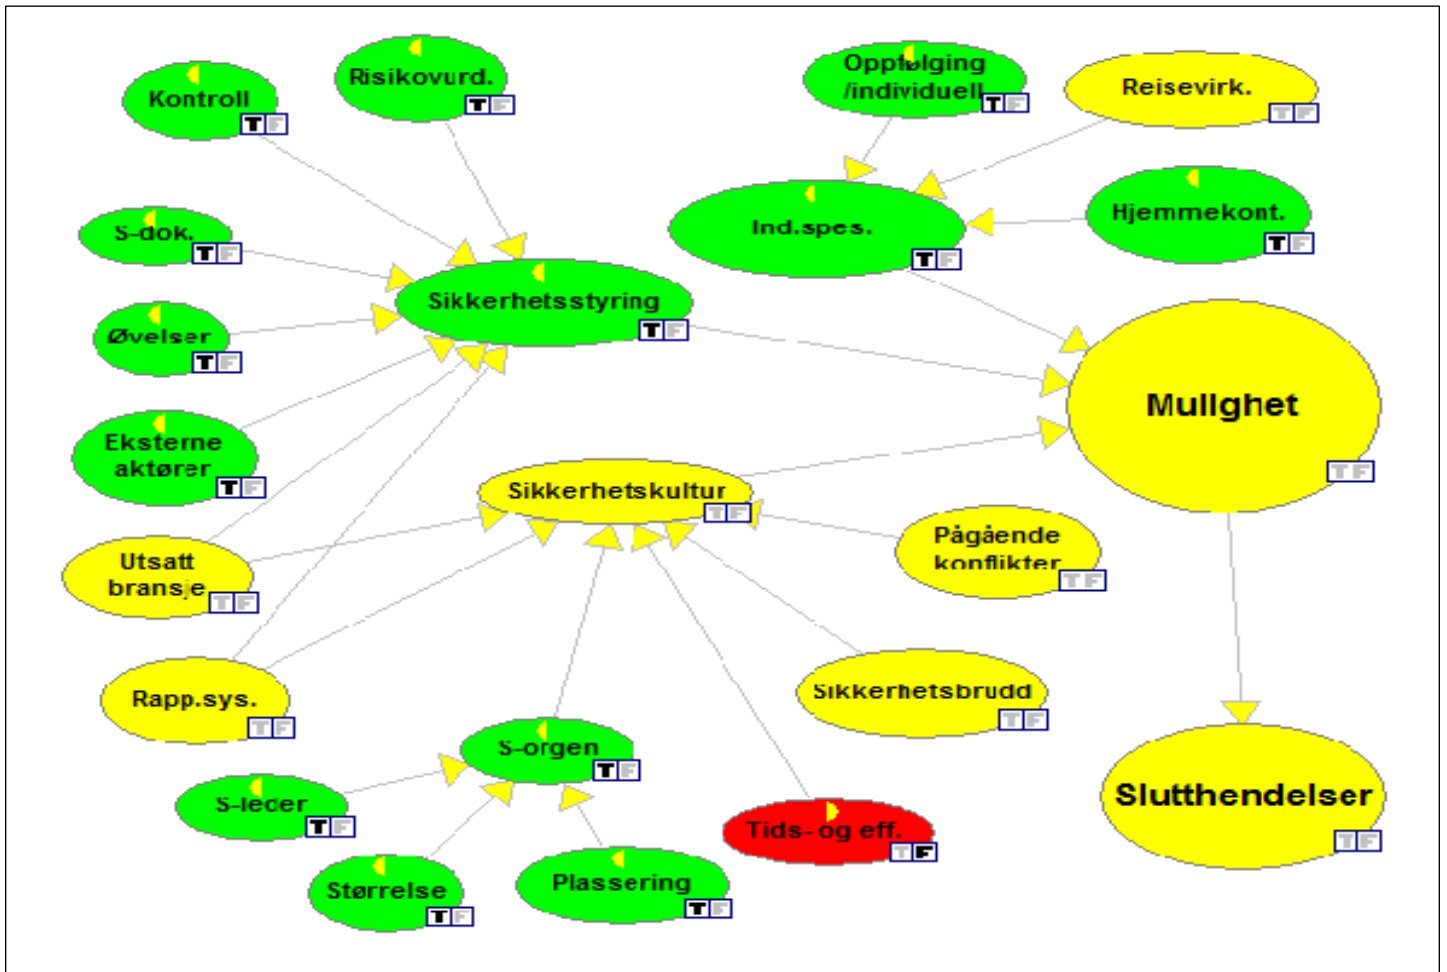 Kontroll
T F
Risikovurd.
T F
Oppfølging
/individuell
T F
Reisevirk.
T F
S-dok.
T F
Ind.spes.
T F
Hjemmekont.
T F
Sikkerhetsstyring
T F
Øvelser
T F
Mulighet
T F
Eksterne
aktører
T F
Sikkerhetskultur
T F
Pågående
konflikter
T F
Utsatt
bransje
T F
Rapp.sys.
T F
Sikkerhetsbrudd
T F
S-orgen
T F
S-leder
T F
Tids- og eff.
T F
Slutthendelser
T F
Størrelse
T F
Plassering
T F